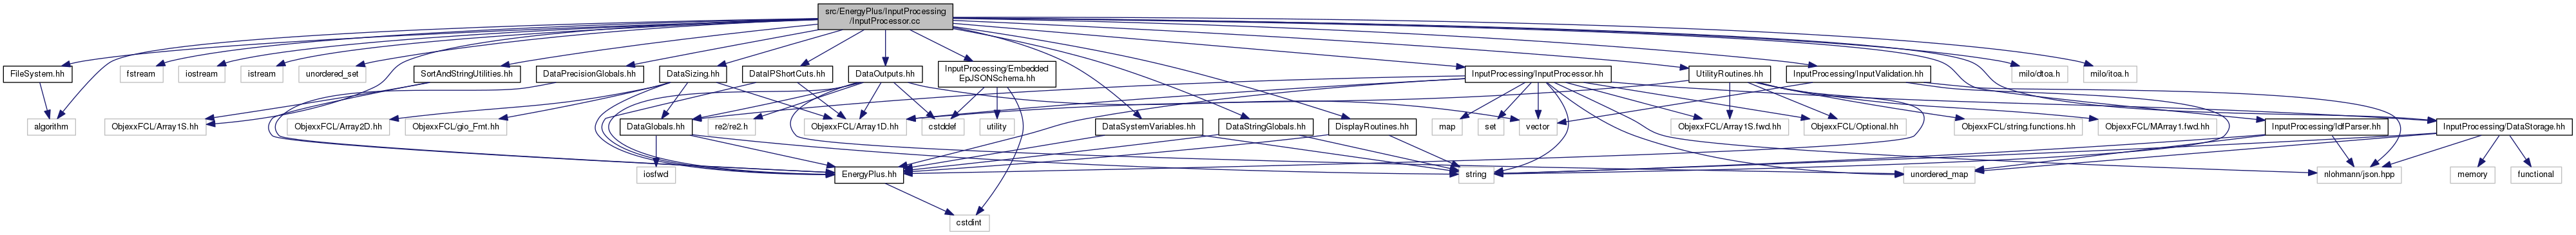 src/EnergyPlus/InputProcessing
/InputProcessor.cc
FileSystem.hh
fstream
iostream
istream
unordered_set
SortAndStringUtilities.hh
DataPrecisionGlobals.hh
DataSizing.hh
DataIPShortCuts.hh
DataOutputs.hh
InputProcessing/Embedded
EpJSONSchema.hh
InputProcessing/InputProcessor.hh
UtilityRoutines.hh
InputProcessing/InputValidation.hh
milo/dtoa.h
milo/itoa.h
algorithm
ObjexxFCL/Array1S.hh
ObjexxFCL/Array2D.hh
ObjexxFCL/gio_Fmt.hh
DataGlobals.hh
re2/re2.h
ObjexxFCL/Array1D.hh
cstddef
utility
DataSystemVariables.hh
DataStringGlobals.hh
DisplayRoutines.hh
map
set
vector
ObjexxFCL/Array1S.fwd.hh
ObjexxFCL/Optional.hh
ObjexxFCL/string.functions.hh
ObjexxFCL/MArray1.fwd.hh
InputProcessing/IdfParser.hh
InputProcessing/DataStorage.hh
iosfwd
EnergyPlus.hh
string
unordered_map
nlohmann/json.hpp
memory
functional
cstdint